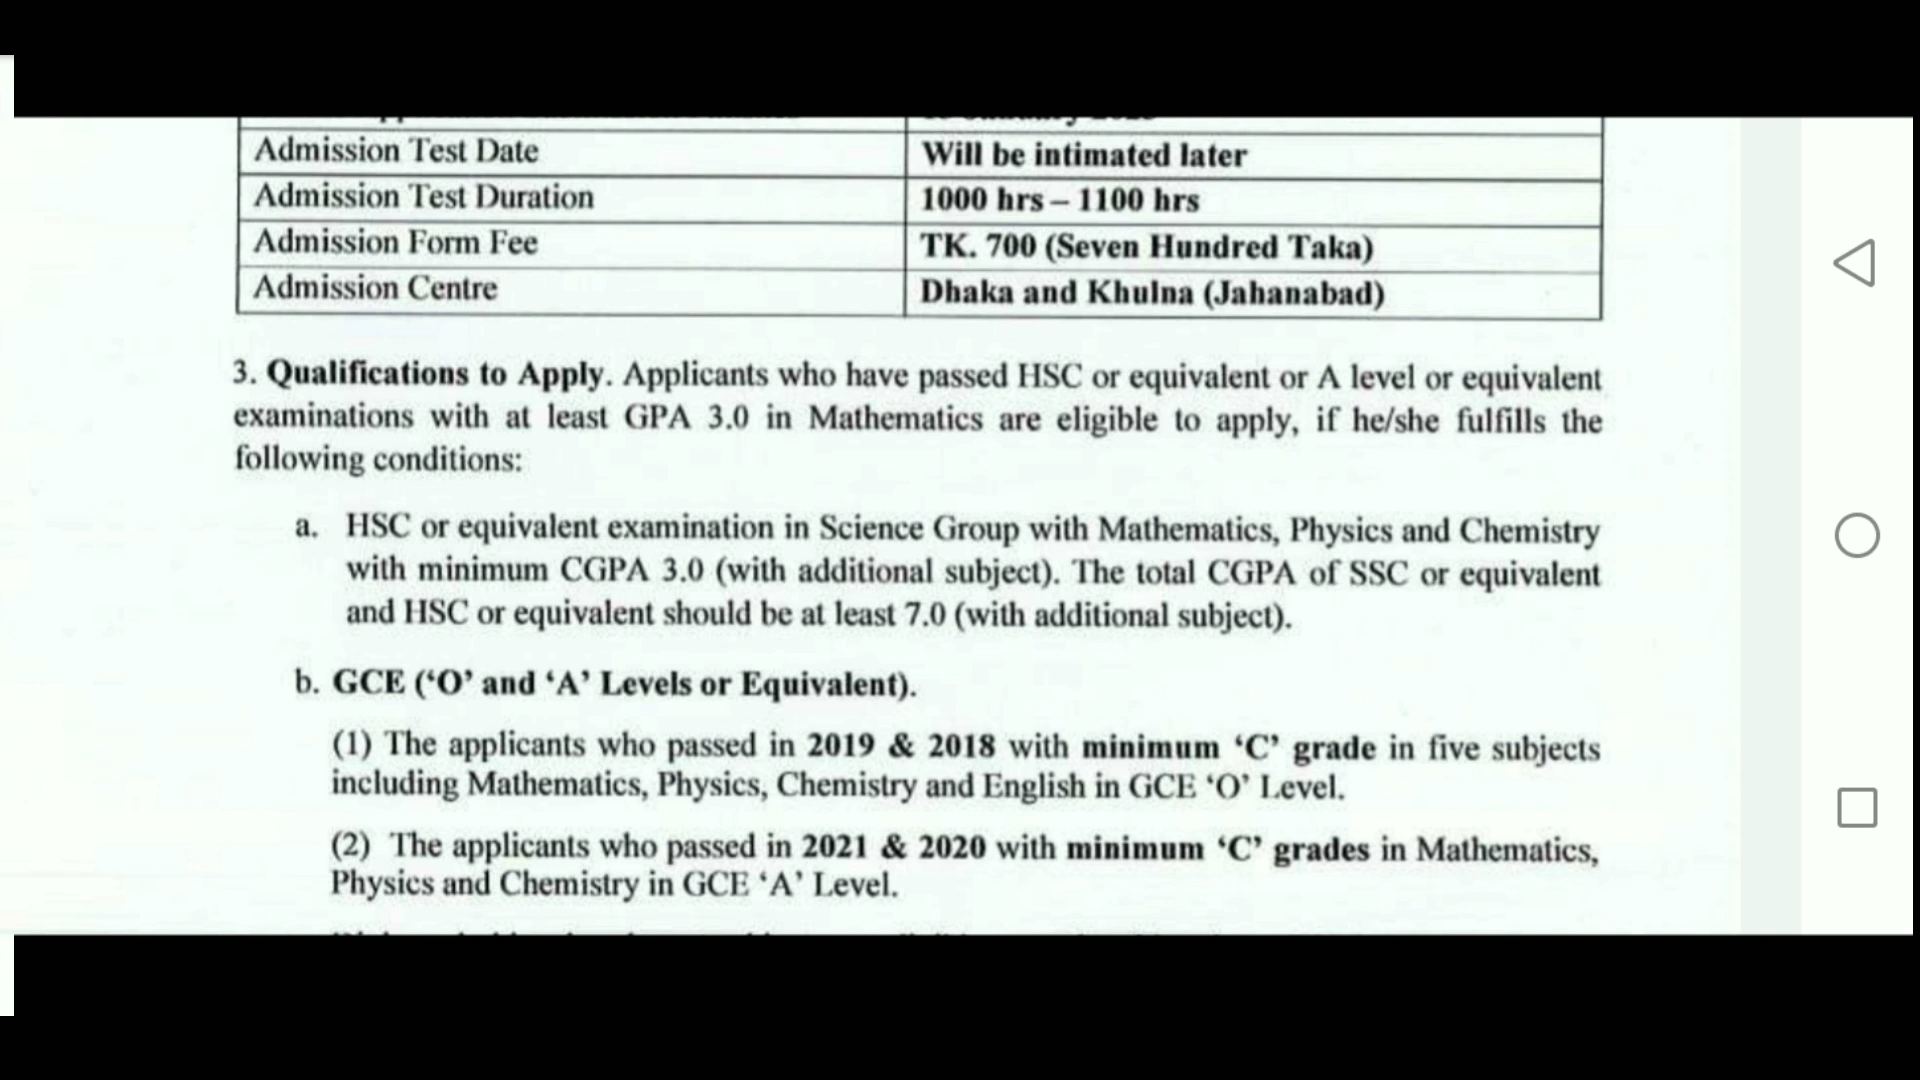 Admission Test Date Will be intimated later
Admission Test Duration 1000 hrs – 1100 hrs
Admission Form Fee TK. 700 (Seven Hundred Taka)
Admission Centre Dhaka and Khulna (Jahanabad)
3. Qualifications to Apply. Applicants who have passed HSC or equivalent or A level or equivalent
examinations with at least GPA 3.0 in Mathematics are eligible to apply, if he/she fulfills the
following conditions:
a. HSC or equivalent examination in Science Group with Mathematics, Physics and Chemistry
with minimum CGPA 3.0 (with additional subject). The total CGPA of SSC or equivalent
and HSC or equivalent should be at least 7.0 (with additional subject).
b. GCE (‘O’ and ‘A’ Levels or Equivalent).
(1) The applicants who passed in 2019 & 2018 with minimum ‘C’ grade in five subjects
including Mathematics, Physics, Chemistry and English in GCE ‘O’ Level.
(2) The applicants who passed in 2021 & 2020 with minimum ‘C’ grades in Mathematics,
Physics and Chemistry in GCE ‘A’ Level.